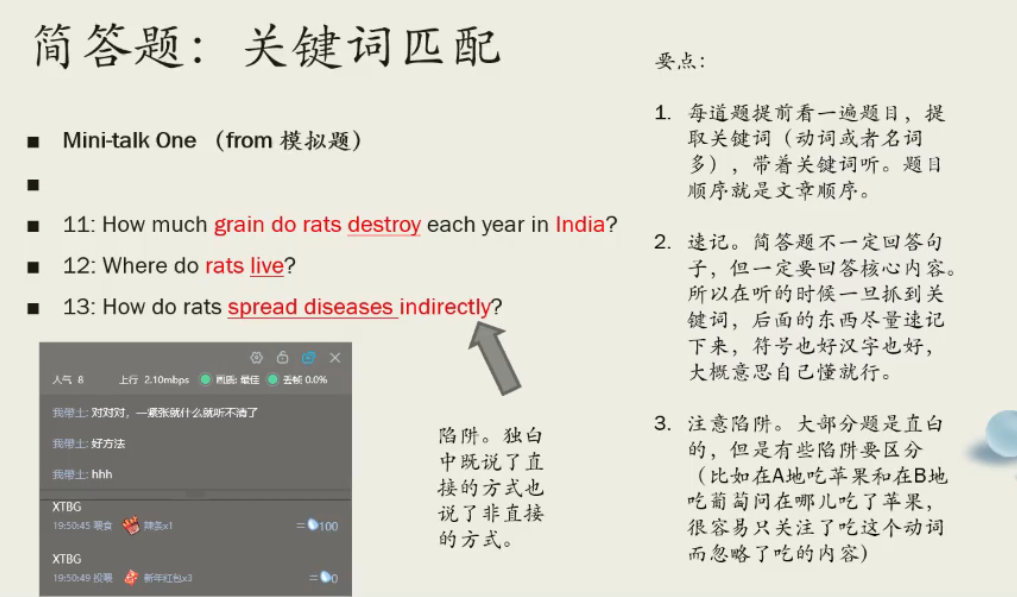 简答题：关键词匹配
Mini-talk One （from 模拟题）
11: How much grain do rats destroy each year in India?
12: Where do rats live?
13: How do rats spread diseases indirectly?
人气 8 上行 2.10mbps 画质: 最佳 丢帧 0.0%
我带土: 对对对，一紧张就什么就听不清了
我带土: 好方法
我带土: hhh
XTBG
19:50:45 喂食 辣条x1 =100
XTBG
19:50:49 投喂 新年红包x3 =0
陷阱。独白
中既说了直
接的方式也
说了非直接
的方式。
要点：
1. 每道题提前看一遍题目，提
取关键词（动词或者名词
多），带着关键词听。题目
顺序就是文章顺序。
2. 速记。简答题不一定回答句
子，但一定要回答核心内容。
所以在听的时候一旦抓到关
键词，后面的东西尽量速记
下来，符号也好汉字也好，
大概意思自己懂就行。
3. 注意陷阱。大部分题是直白
的，但是有些陷阱要区分
（比如在A地吃苹果和在B地
吃葡萄问在哪儿吃了苹果，
很容易只关注了吃这个动词
而忽略了吃的内容）